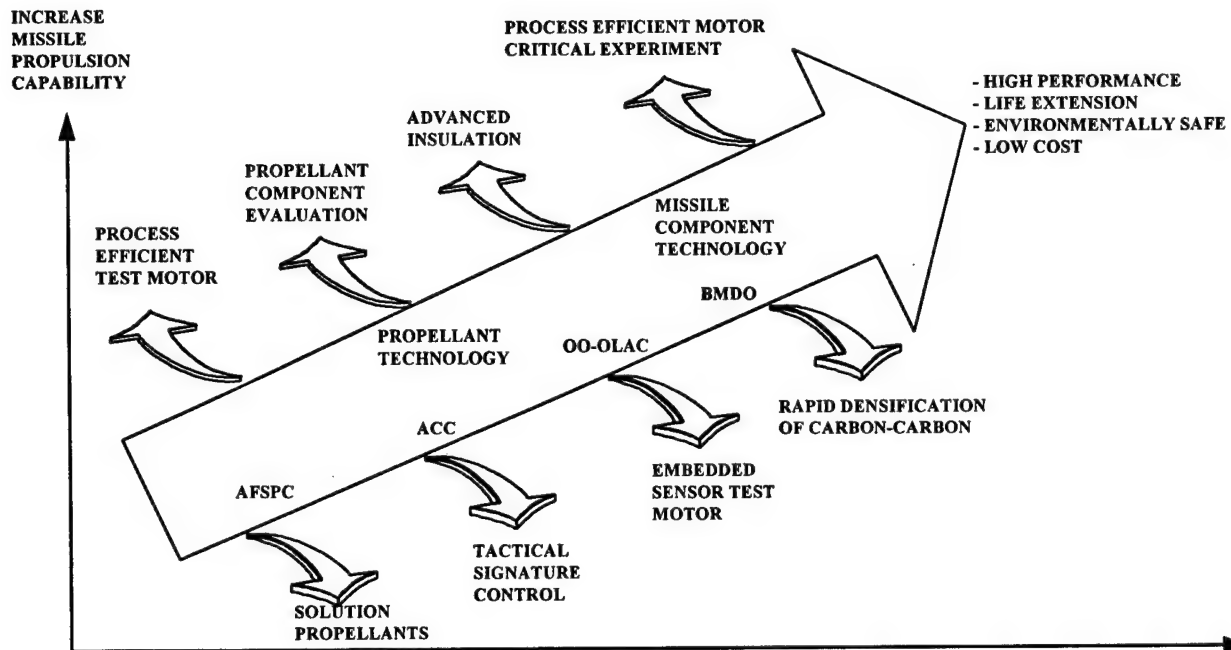 INCREASE
MISSILE
PROPULSION
CAPABILITY
PROCESS EFFICIENT MOTOR
CRITICAL EXPERIMENT
- HIGH PERFORMANCE
- LIFE EXTENSION
- ENVIRONMENTALLY SAFE
- LOW COST
ADVANCED
INSULATION
PROPELLANT
COMPONENT
EVALUATION
PROCESS
EFFICIENT
TEST MOTOR
MISSILE
COMPONENT
TECHNOLOGY
PROPELLANT
TECHNOLOGY
BMDO
OO-OLAC
ACC
AFSPC
RAPID DENSIFICATION
OF CARBON-CARBON
EMBEDDED
SENSOR TEST
MOTOR
TACTICAL
SIGNATURE
CONTROL
SOLUTION
PROPELLANTS